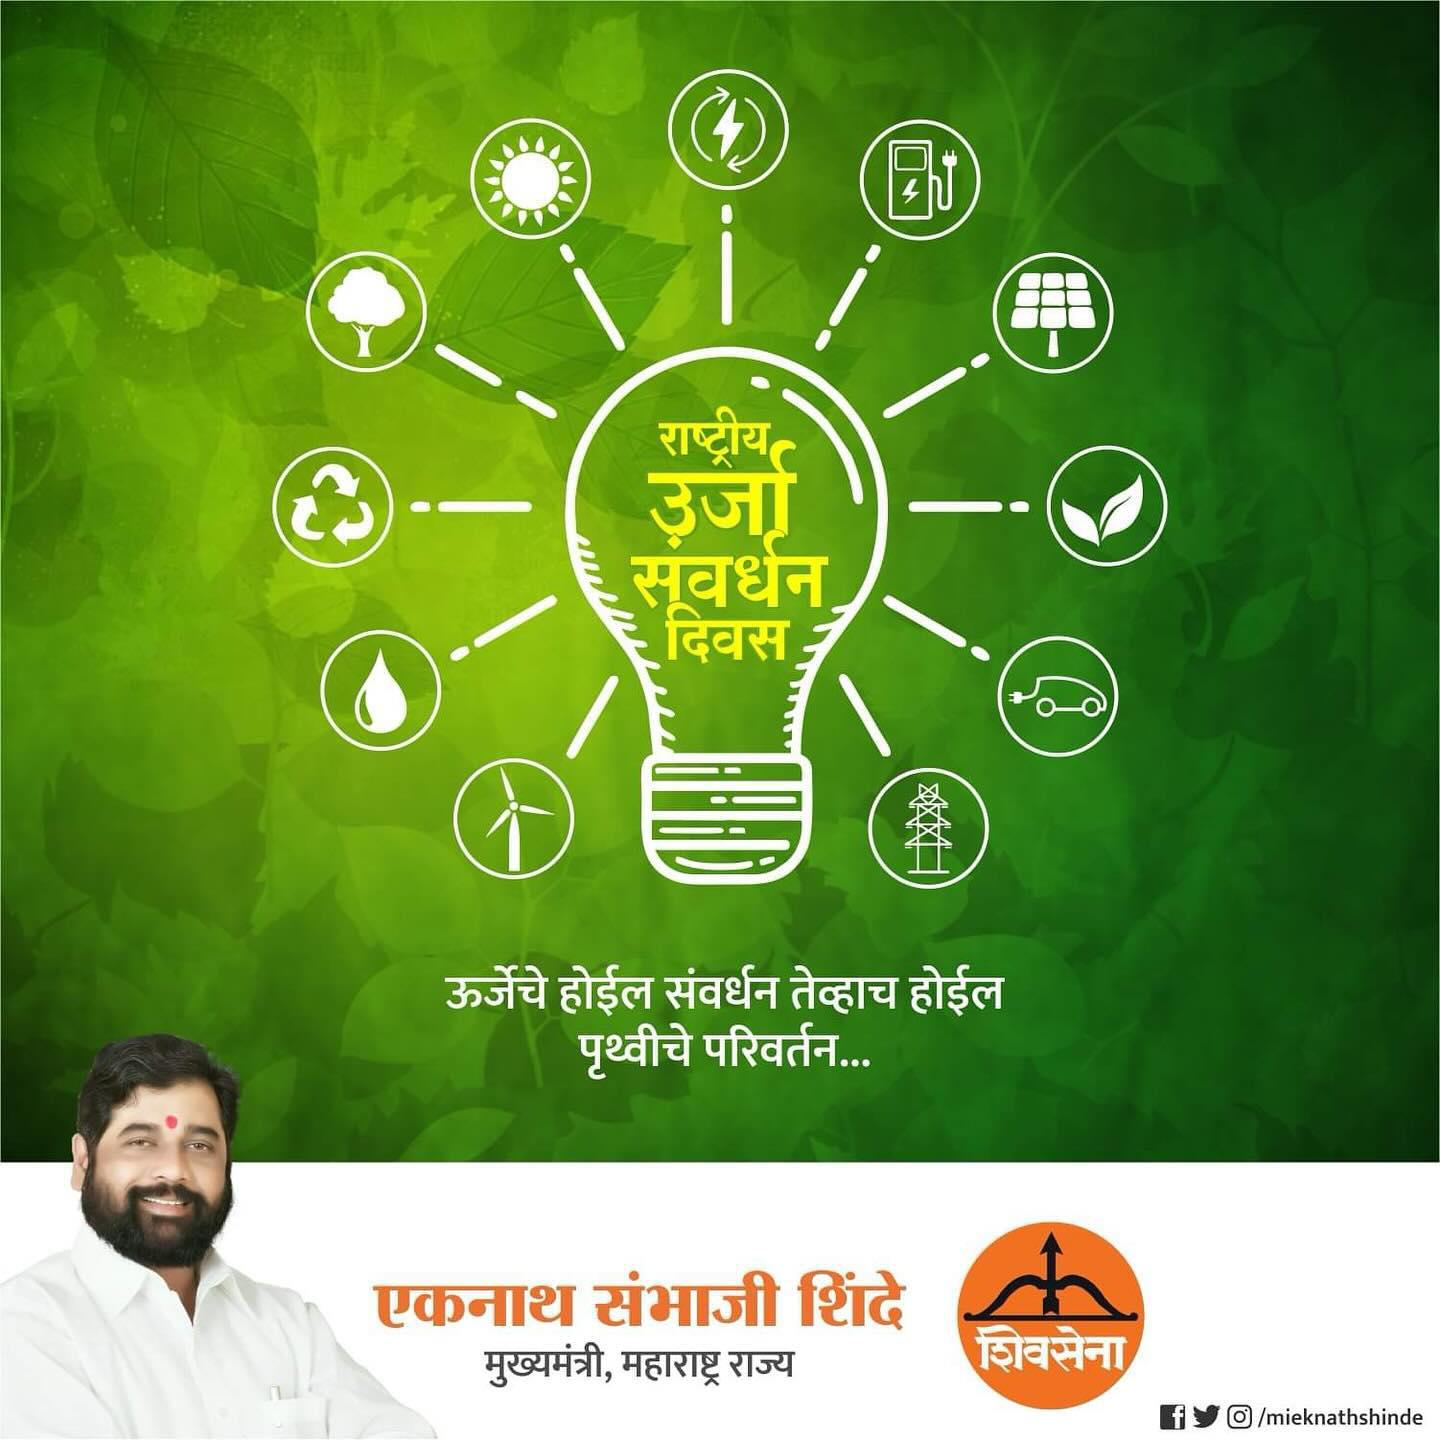 राष्ट्रीय
उर्जा
संवर्धन
दिवस
ऊर्जेचे होईल संवर्धन तेव्हाच होईल
पृथ्वीचे परिवर्तन...
एकनाथ संभाजी शिंदे
मुख्यमंत्री, महाराष्ट्र राज्य
शिवसेना
/mieknathshinde